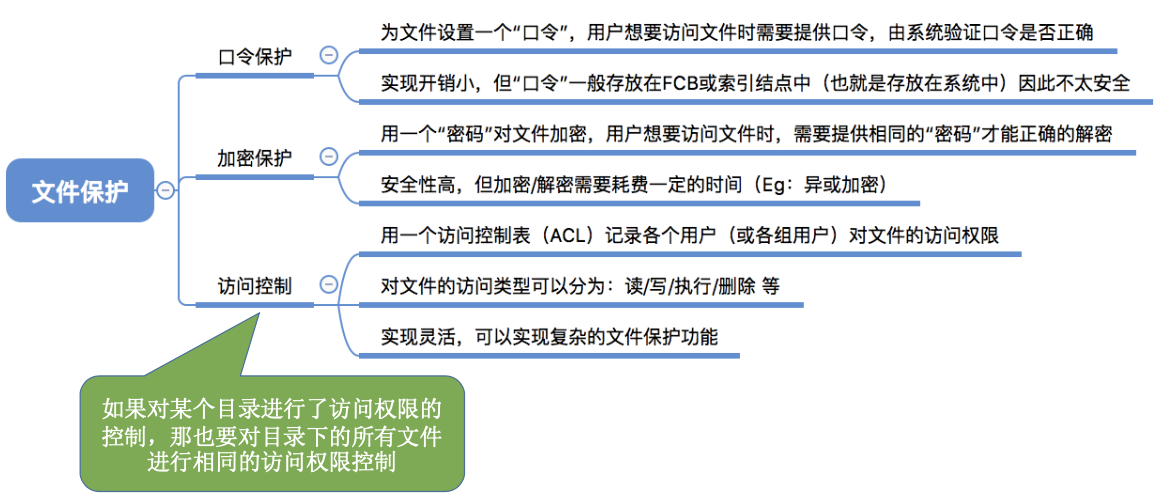 文件保护
口令保护
为文件设置一个“口令”，用户想要访问文件时需要提供口令，由系统验证口令是否正确
实现开销小，但“口令”一般存放在FCB或索引结点中（也就是存放在系统中）因此不太安全
加密保护
用一个“密码”对文件加密，用户想要访问文件时，需要提供相同的“密码”才能正确的解密
安全性高，但加密/解密需要耗费一定的时间（Eg：异或加密）
访问控制
用一个访问控制表（ACL）记录各个用户（或各组用户）对文件的访问权限
对文件的访问类型可以分为：读/写/执行/删除 等
实现灵活，可以实现复杂的文件保护功能
如果对某个目录进行了访问权限的
控制，那也要对目录下的所有文件
进行相同的访问权限控制